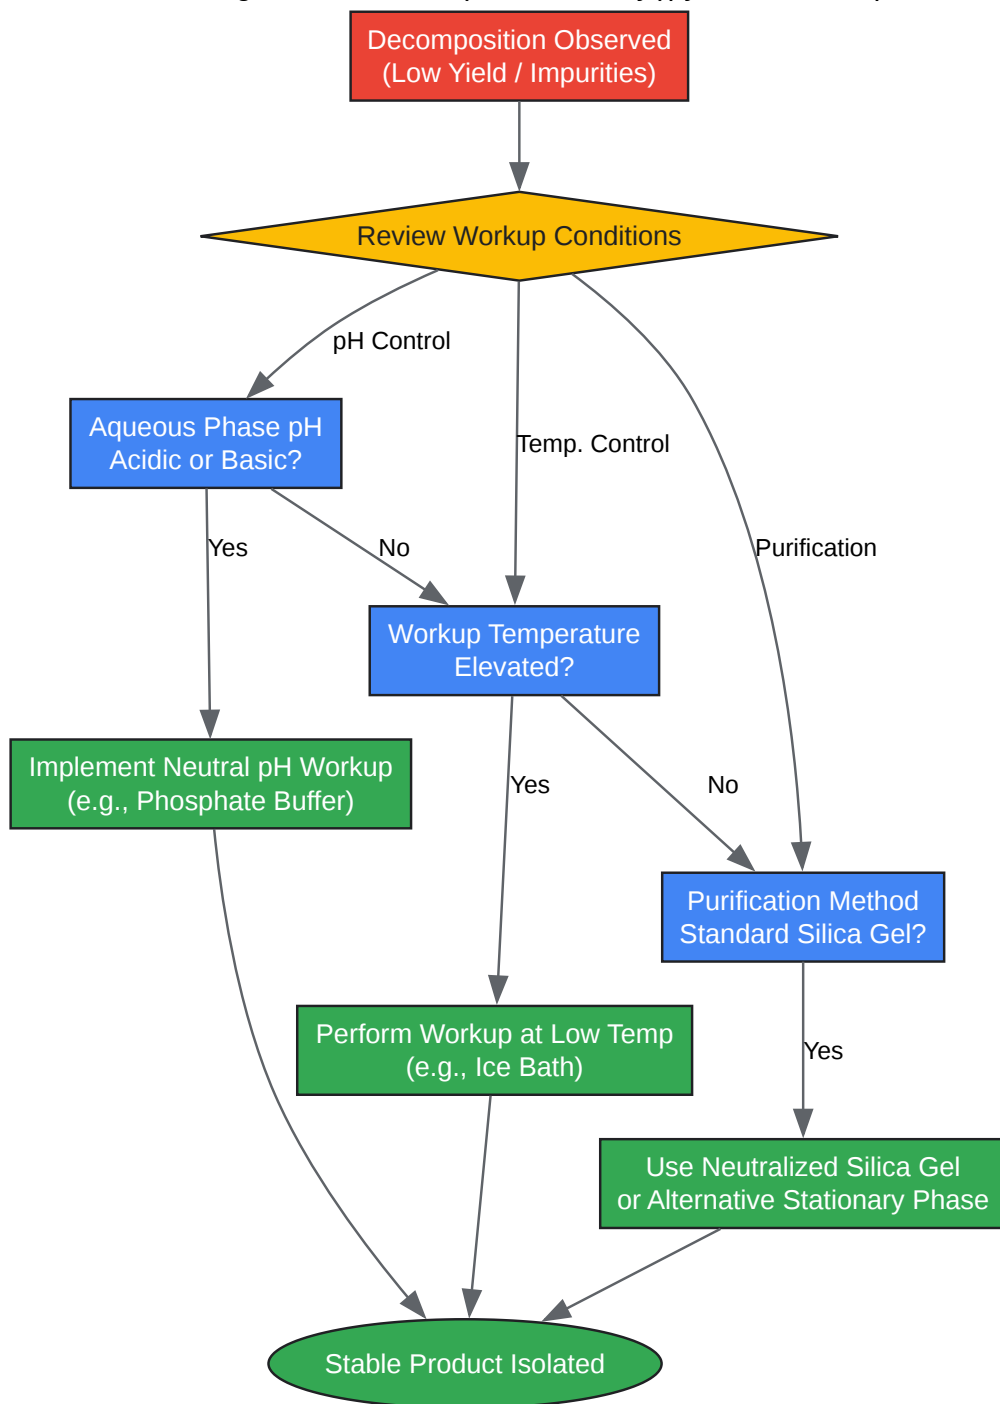 Decomposition Observed
(Low Yield / Impurities)
Review Workup Conditions
pH Control
Aqueous Phase pH
Acidic or Basic?
Temp. Control
Yes
No
Purification
Workup Temperature
Elevated?
Implement Neutral pH Workup
(e.g., Phosphate Buffer)
Yes
No
Purification Method
Standard Silica Gel?
Perform Workup at Low Temp
(e.g., Ice Bath)
Yes
Use Neutralized Silica Gel
or Alternative Stationary Phase
Stable Product Isolated